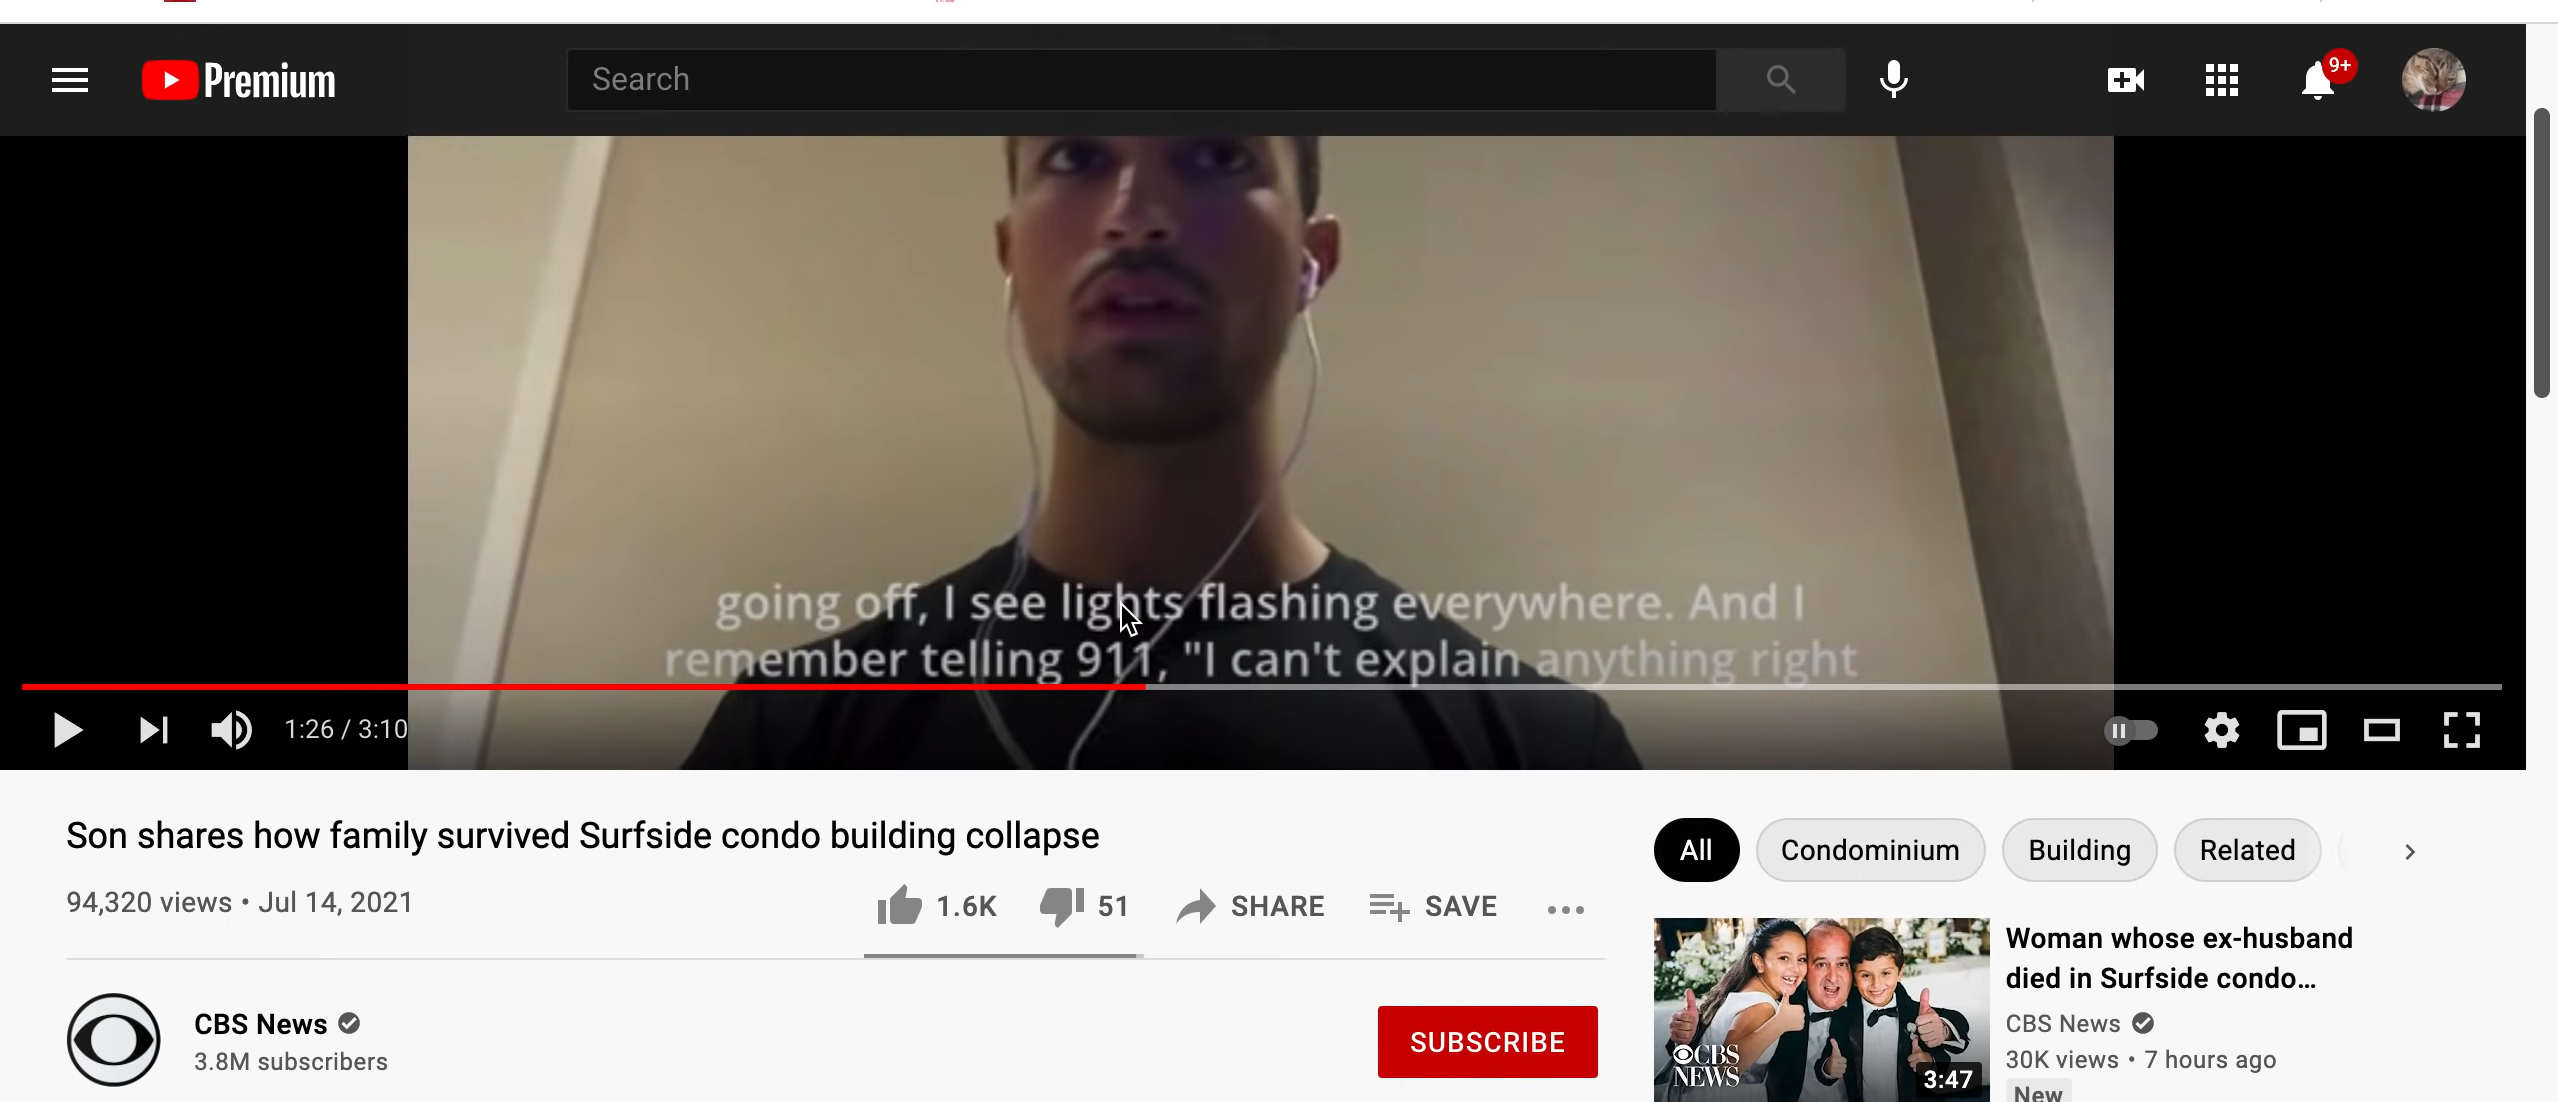 Premium
Search
9+
going off, I see lights flashing everywhere. And I
remember telling 911, "I can't explain anything right
1:26 / 3:10
Son shares how family survived Surfside condo building collapse
94,320 views • Jul 14, 2021
1.6K
51
SHARE
SAVE
CBS News
3.8M subscribers
SUBSCRIBE
All
Condominium
Building
Related
CBS NEWS
3:47
Woman whose ex-husband
died in Surfside condo…
CBS News
30K views • 7 hours ago
New